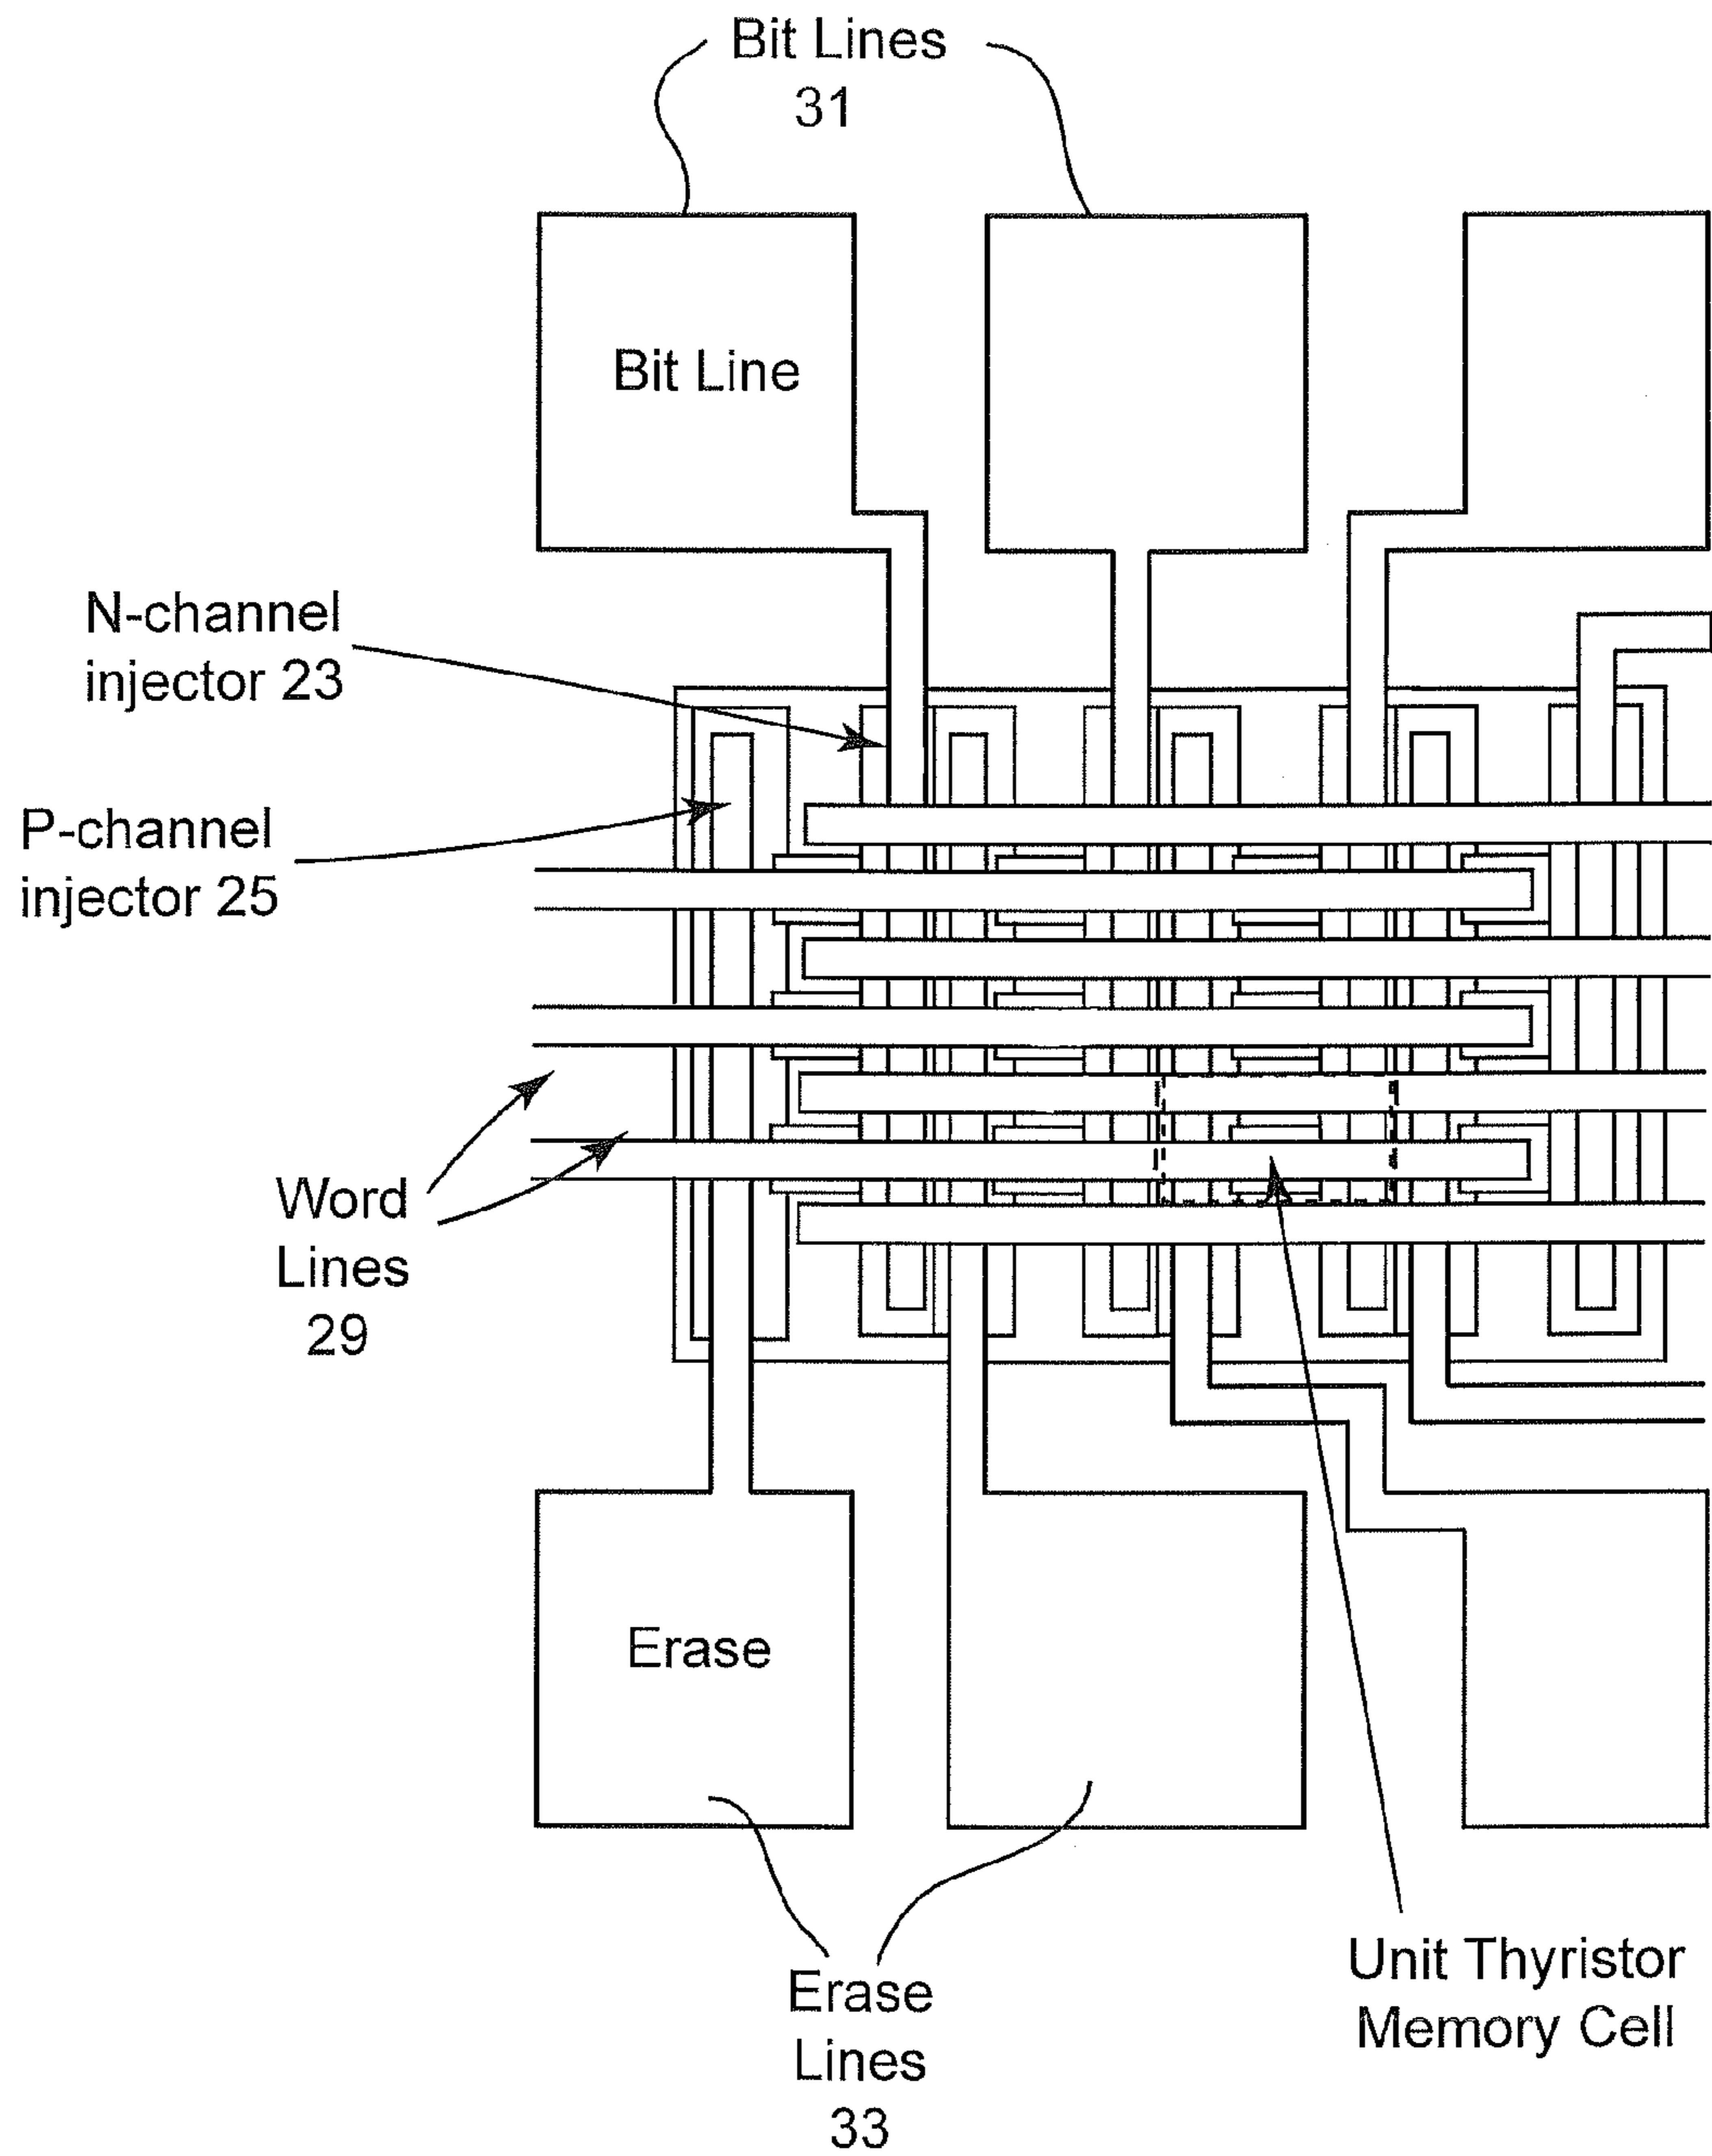 Bit Lines
31
Bit Line
N-channel
injector 23
P-channel
injector 25
Word
Lines
29
Erase
Erase
Lines
33
Unit Thyristor
Memory Cell